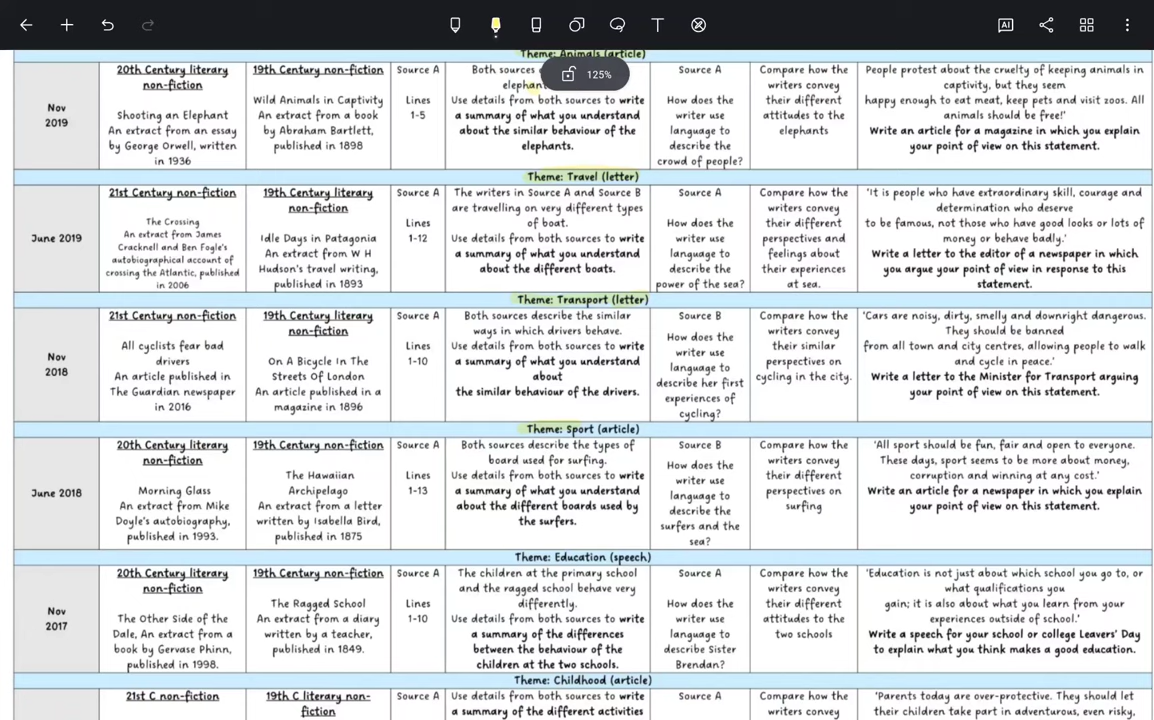 AI
125%
Theme: Animals (article)
Nov
2019
20th Century literary
non-fiction
Shooting an Elephant
An extract from an essay
by George Orwell, written
in 1936
19th Century non-fiction
Wild Animals in Captivity
An extract from a book
by Abraham Bartlett,
published in 1898
Source A
Lines
1-5
Both sources
elephan
Use details from both sources to write
a summary of what you understand
about the similar behaviour of the
elephants.
Source A
How does the
writer use
language to
describe the
crowd of people?
Compare how the
writers convey
their different
attitudes to the
elephants
People protest about the cruelty of keeping animals in
captivity, but they seem
happy enough to eat meat, keep pets and visit zoos. All
animals should be free!'
Write an article for a magazine in which you explain
your point of view on this statement.
Theme: Travel (letter)
June 2019
21st Century non-fiction
The Crossing
An extract from James
Cracknell and Ben Fogle's
autobiographical account of
crossing the Atlantic, published
in 2006
19th Century literary
non-fiction
Idle Days in Patagonia
An extract from W H
Hudson's travel writing,
published in 1893
Source A
Lines
1-12
The writers in Source A and Source B
are travelling on very different types
of boat.
Use details from both sources to write
a summary of what you understand
about the different boats.
Source A
How does the
writer use
language to
describe the
power of the sea?
Compare how the
writers convey
their different
perspectives and
feelings about
their experiences
at sea.
'It is people who have extraordinary skill, courage and
determination who deserve
to be famous, not those who have good looks or lots of
money or behave badly.'
Write a letter to the editor of a newspaper in which
you argue your point of view in response to this
statement.
Theme: Transport (letter)
Nov
2018
21st Century non-fiction
All cyclists fear bad
drivers
An article published in
The Guardian newspaper
in 2016
19th Century literary
non-fiction
On A Bicycle In The
Streets Of London
An article published in a
magazine in 1896
Source A
Lines
1-10
Both sources describe the similar
ways in which drivers behave.
Use details from both sources to write
a summary of what you understand
about
the similar behaviour of the drivers.
Source B
How does the
writer use
language to
describe her first
experiences of
cycling?
Compare how the
writers convey
their similar
perspectives on
cycling in the city.
'Cars are noisy, dirty, smelly and downright dangerous.
They should be banned
from all town and city centres, allowing people to walk
and cycle in peace.'
Write a letter to the Minister for Transport arguing
your point of view on this statement.
Theme: Sport (article)
June 2018
20th Century literary
non-fiction
Morning Glass
An extract from Mike
Doyle's autobiography,
published in 1993.
19th Century non-fiction
The Hawaiian
Archipelago
An extract from a letter
written by Isabella Bird,
published in 1875
Source A
Lines
1-13
Both sources describe the types of
board used for surfing.
Use details from both sources to write
a summary of what you understand
about the different boards used by
the surfers.
Source B
How does the
writer use
language to
describe the
surfers and the
sea?
Compare how the
writers convey
their different
perspectives on
surfing
'All sport should be fun, fair and open to everyone.
These days, sport seems to be more about money,
corruption and winning at any cost.'
Write an article for a newspaper in which you explain
your point of view on this statement.
Theme: Education (speech)
Nov
2017
20th Century literary
non-fiction
The Other Side of the
Dale, An extract from a
book by Gervase Phinn,
published in 1998.
19th Century non-fiction
The Ragged School
An extract from a diary
written by a teacher,
published in 1849.
Source A
Lines
1-10
The children at the primary school
and the ragged school behave very
differently.
Use details from both sources to write
a summary of the differences
between the behaviour of the
children at the two schools.
Source A
How does the
writer use
language to
describe Sister
Brendan?
Compare how the
writers convey
their different
attitudes to the
two schools
'Education is not just about which school you go to, or
what qualifications you
gain; it is also about what you learn from your
experiences outside of school.'
Write a speech for your school or college Leavers' Day
to explain what you think makes a good education.
Theme: Childhood (article)
21st C non-fiction
19th C literary non-
fiction
Source A
Use details from both sources to write
a summary of the different activities
Source A
Compare how the
writers convey
'Parents today are over-protective. They should let
their children take part in adventurous, even risky,